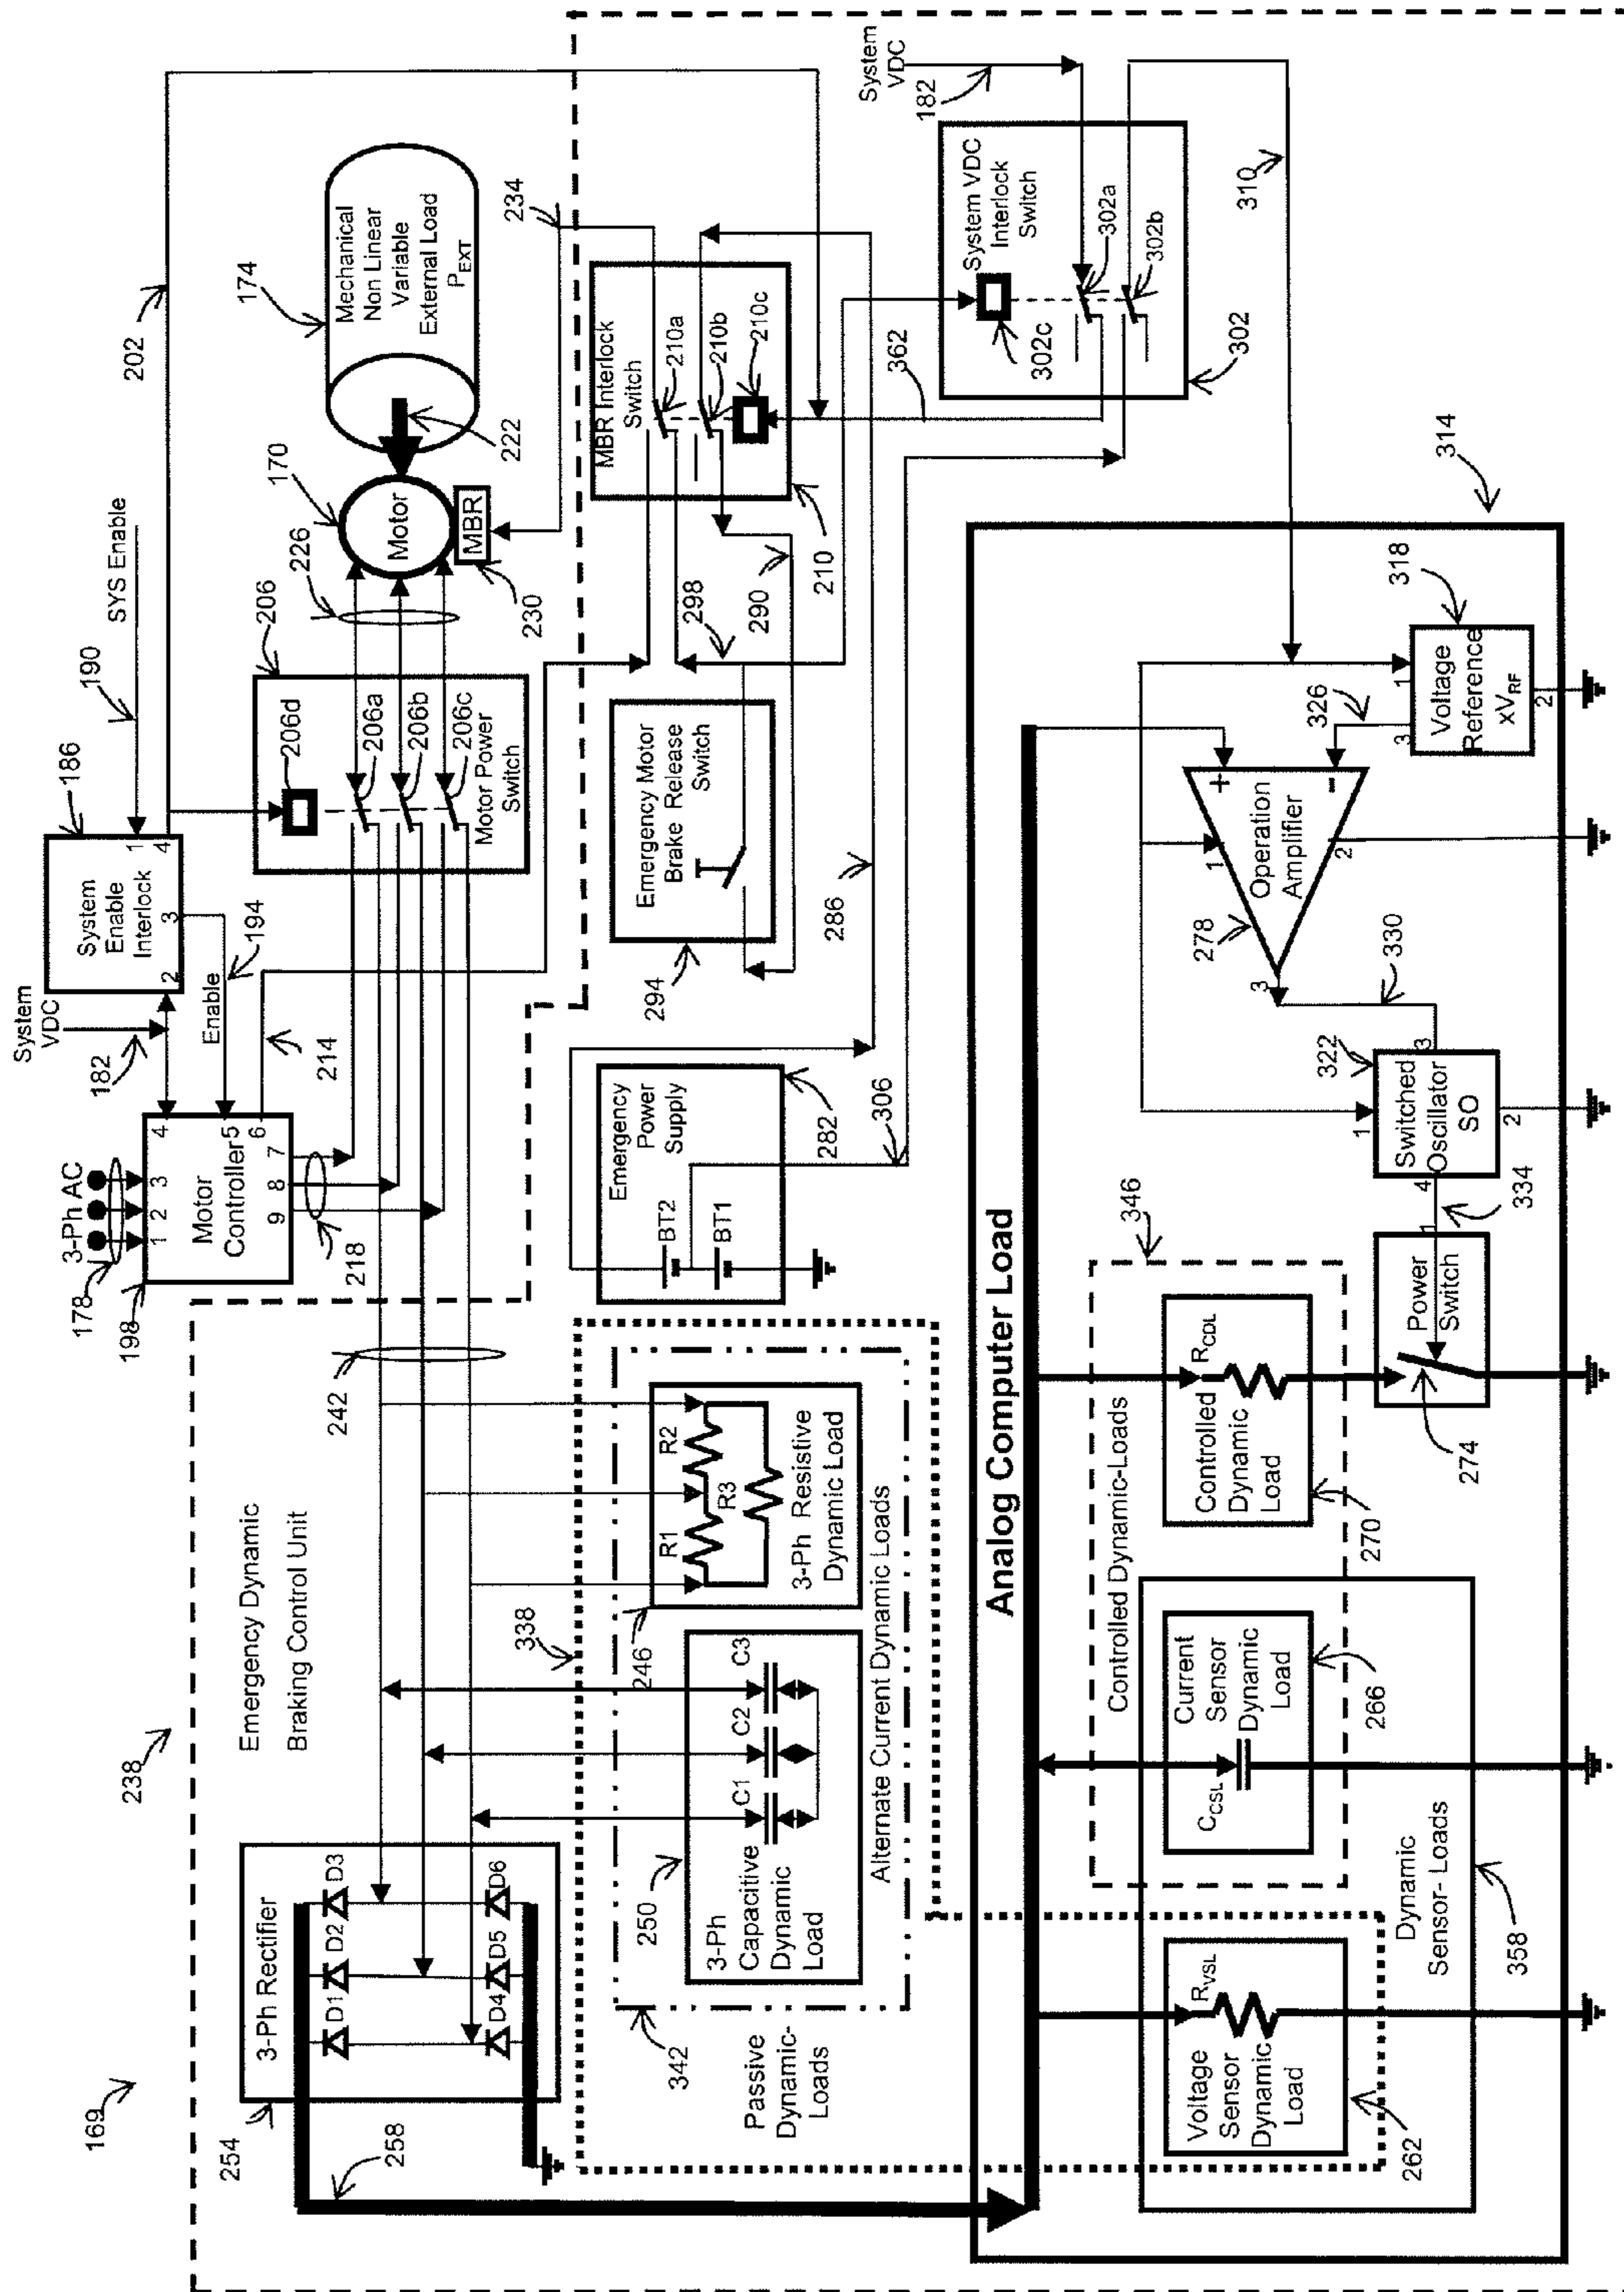 169
238
System
VDC
182
186
System
Enable
Interlock
1
2
3
4
190
SYS Enable
202
Enable
194
3-Ph AC
178
198
1
2
3
4
5
6
7
8
9
Motor
Controller
214
218
206
206d
206a
206b
206c
Motor Power
Switch
226
170
Motor
MBR
230
222
174
Mechanical
Non Linear
Variable
External Load
P_EXT
234
Emergency Dynamic
Braking Control Unit
242
254
3-Ph Rectifier
D1
D2
D3
D4
D5
D6
258
338
342
Passive
Dynamic-
Loads
246
R1
R2
R3
3-Ph Resistive
Dynamic Load
250
C1
C2
C3
3-Ph
Capacitive
Dynamic
Load
Alternate Current Dynamic Loads
Emergency
Power
Supply
BT2
BT1
282
306
286
Emergency Motor
Brake Release
Switch
294
298
290
MBR Interlock
Switch
210a
210b
210c
210
362
System
VDC
182
System VDC
Interlock
Switch
302a
302b
302c
302
310
314
Analog Computer Load
Voltage
Sensor
Dynamic
Load
R_VSL
262
Dynamic
Sensor- Loads
358
Current
Sensor
Dynamic
Load
C_CSL
266
Controlled Dynamic-Loads
346
Controlled
Dynamic
Load
R_CDL
270
Power
Switch
1
274
334
Switched
Oscillator
SO
1
2
3
4
322
330
Operation
Amplifier
+
-
1
2
3
278
326
318
Voltage
Reference
xV_RF
1
2
3